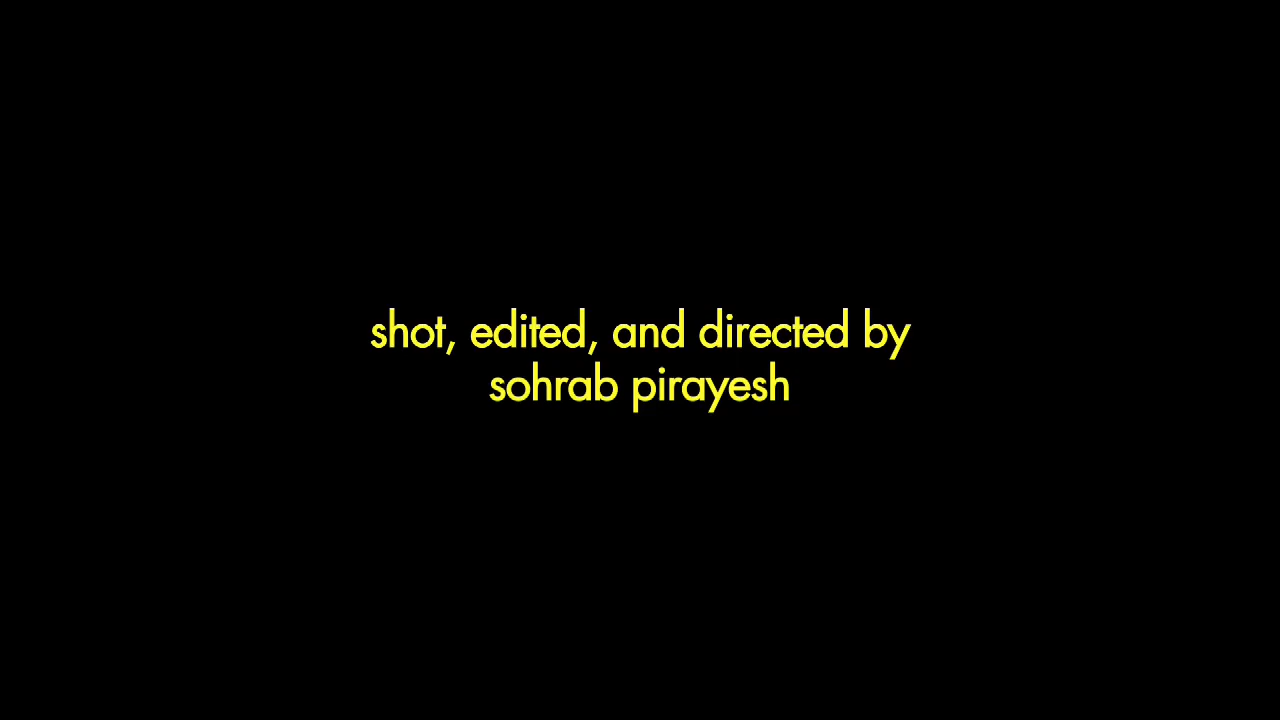 shot, edited, and directed by
sohrab pirayesh